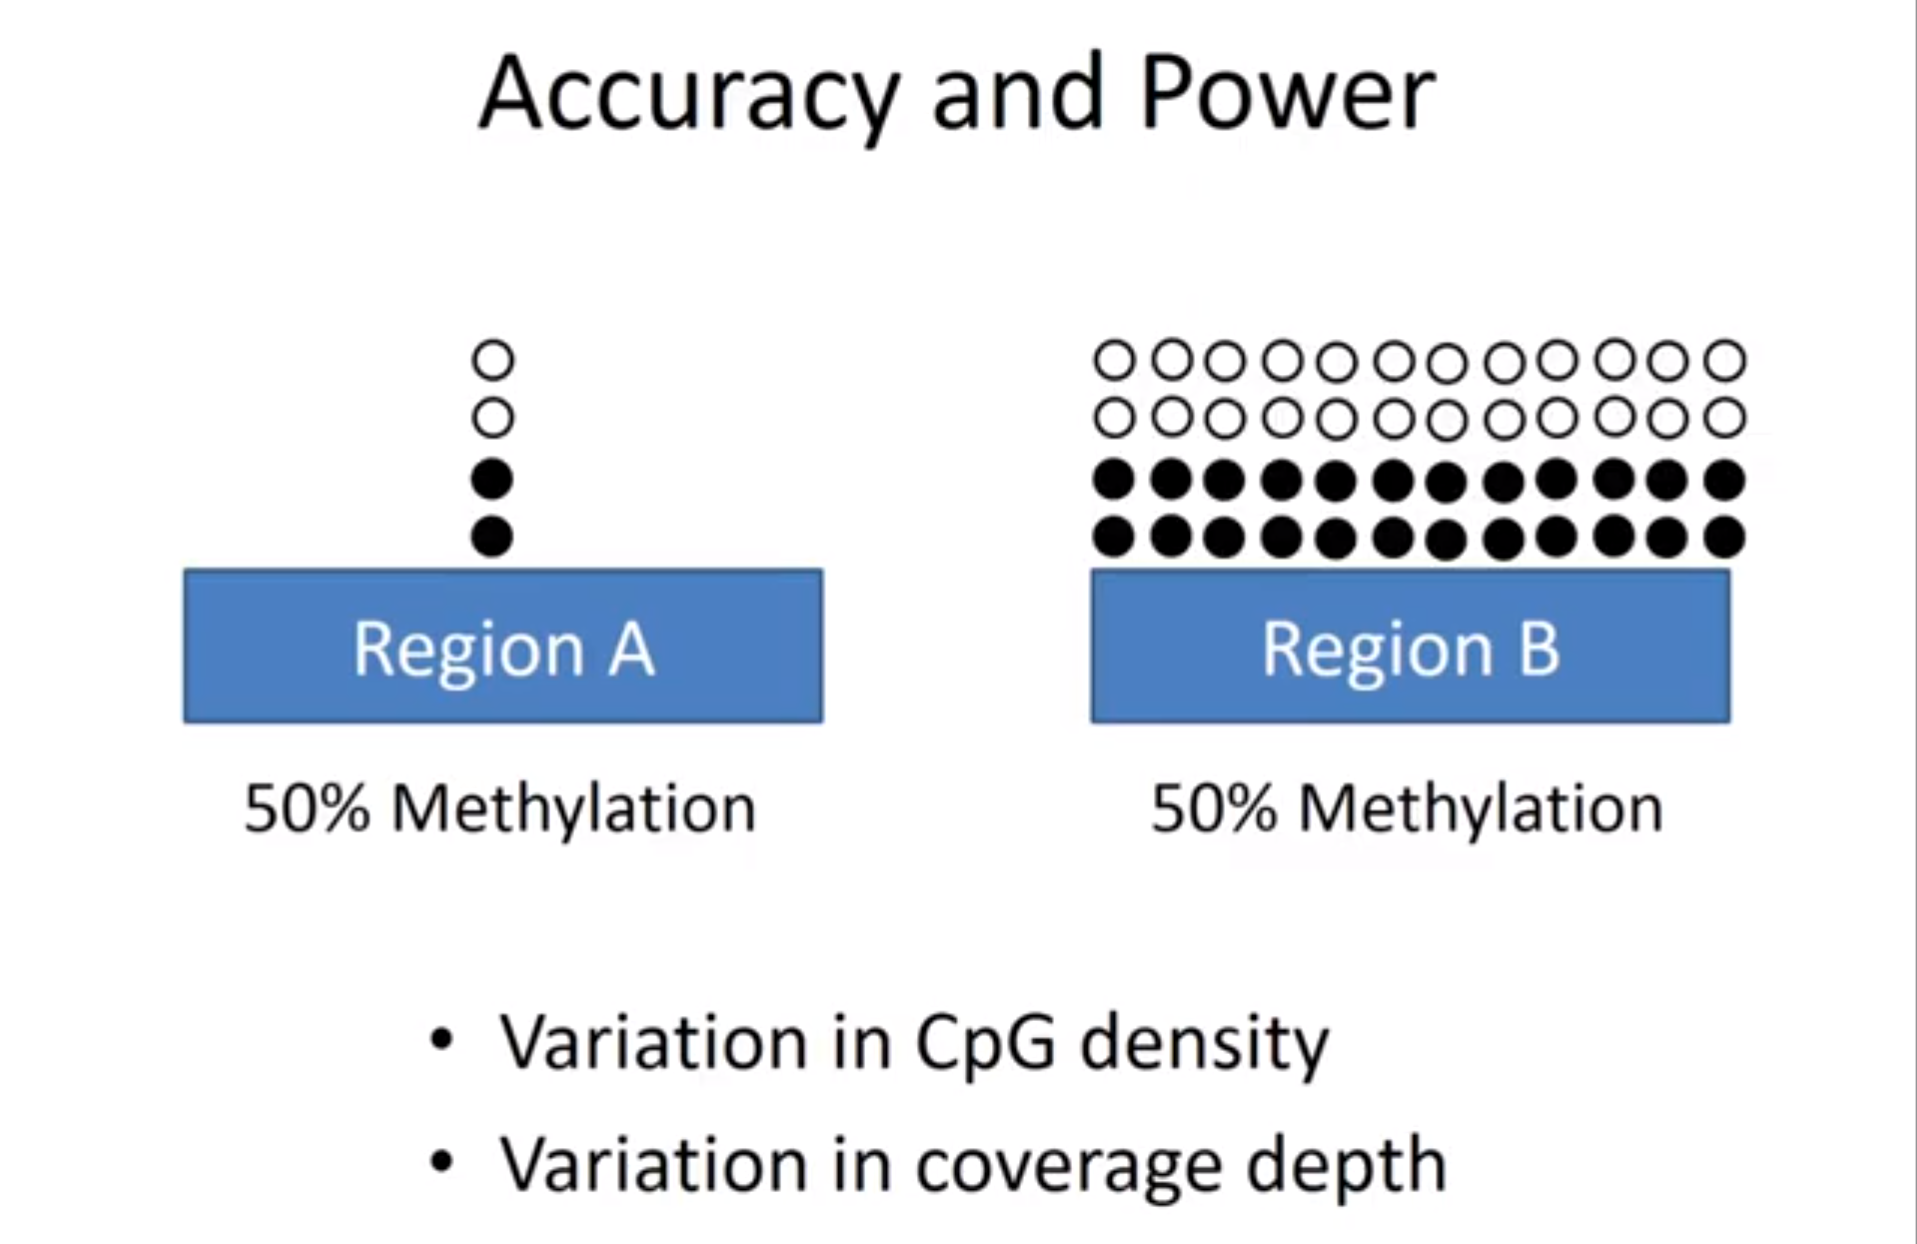 Accuracy and Power
Region A
Region B
50% Methylation
50% Methylation
• Variation in CpG density
• Variation in coverage depth